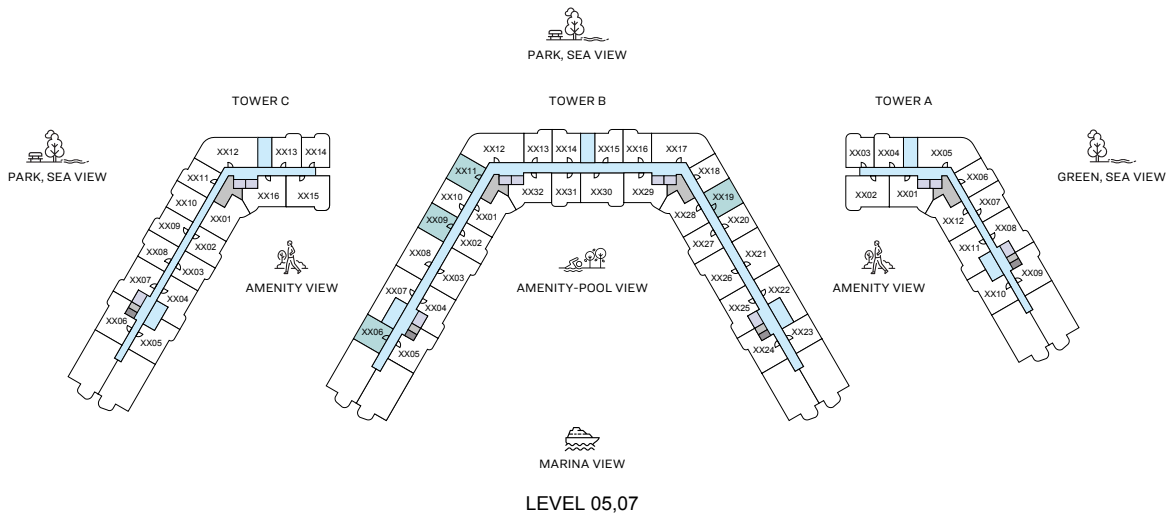 PARK, SEA VIEW
TOWER C
TOWER B
TOWER A
PARK, SEA VIEW
GREEN, SEA VIEW
XX12
XX13
XX14
XX11
XX10
XX09
XX08
XX07
XX06
XX16
XX15
XX01
XX02
XX03
XX04
XX05
AMENITY VIEW
XX12
XX13
XX14
XX15
XX16
XX17
XX11
XX10
XX09
XX08
XX07
XX06
XX32
XX31
XX30
XX29
XX01
XX02
XX03
XX04
XX05
XX18
XX19
XX20
XX21
XX22
XX23
XX28
XX27
XX26
XX25
XX24
AMENITY-POOL VIEW
XX03
XX04
XX05
XX02
XX01
XX06
XX07
XX08
XX09
XX12
XX11
XX10
AMENITY VIEW
MARINA VIEW
LEVEL 05,07